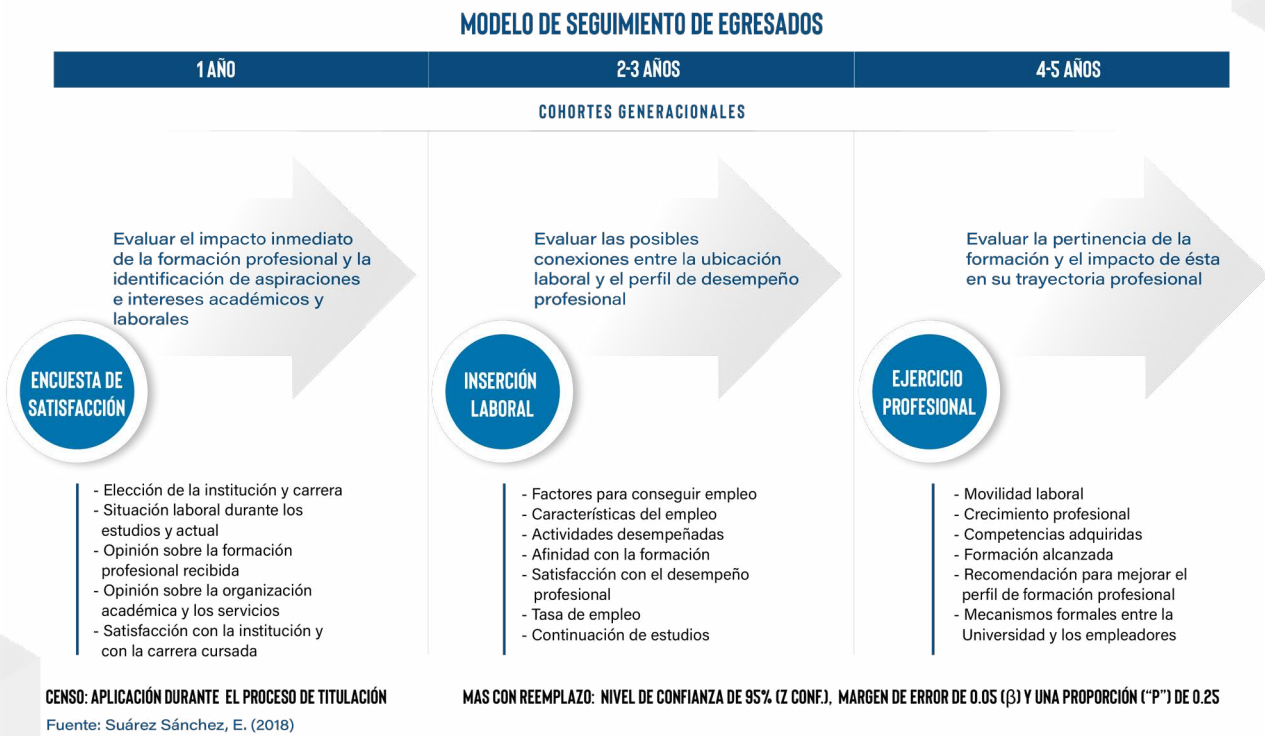 MODELO DE SEGUIMIENTO DE EGRESADOS
1 AÑO
2-3 AÑOS
4-5 AÑOS
COHORTES GENERACIONALES
Evaluar el impacto inmediato
de la formación profesional y la
identificación de aspiraciones
e intereses académicos y
laborales
ENCUESTA DE
SATISFACCIÓN
- Elección de la institución y carrera
- Situación laboral durante los
estudios y actual
- Opinión sobre la formación
profesional recibida
- Opinión sobre la organización
académica y los servicios
- Satisfacción con la institución y
con la carrera cursada
Evaluar las posibles
conexiones entre la ubicación
laboral y el perfil de desempeño
profesional
INSERCIÓN
LABORAL
- Factores para conseguir empleo
- Características del empleo
- Actividades desempeñadas
- Afinidad con la formación
- Satisfacción con el desempeño
profesional
- Tasa de empleo
- Continuación de estudios
Evaluar la pertinencia de la
formación y el impacto de ésta
en su trayectoria profesional
EJERCICIO
PROFESIONAL
- Movilidad laboral
- Crecimiento profesional
- Competencias adquiridas
- Formación alcanzada
- Recomendación para mejorar el
perfil de formación profesional
- Mecanismos formales entre la
Universidad y los empleadores
CENSO: APLICACIÓN DURANTE EL PROCESO DE TITULACIÓN
MAS CON REEMPLAZO: NIVEL DE CONFIANZA DE 95% (Z CONF.), MARGEN DE ERROR DE 0.05 (β) Y UNA PROPORCIÓN ("P") DE 0.25
Fuente: Suárez Sánchez, E. (2018)